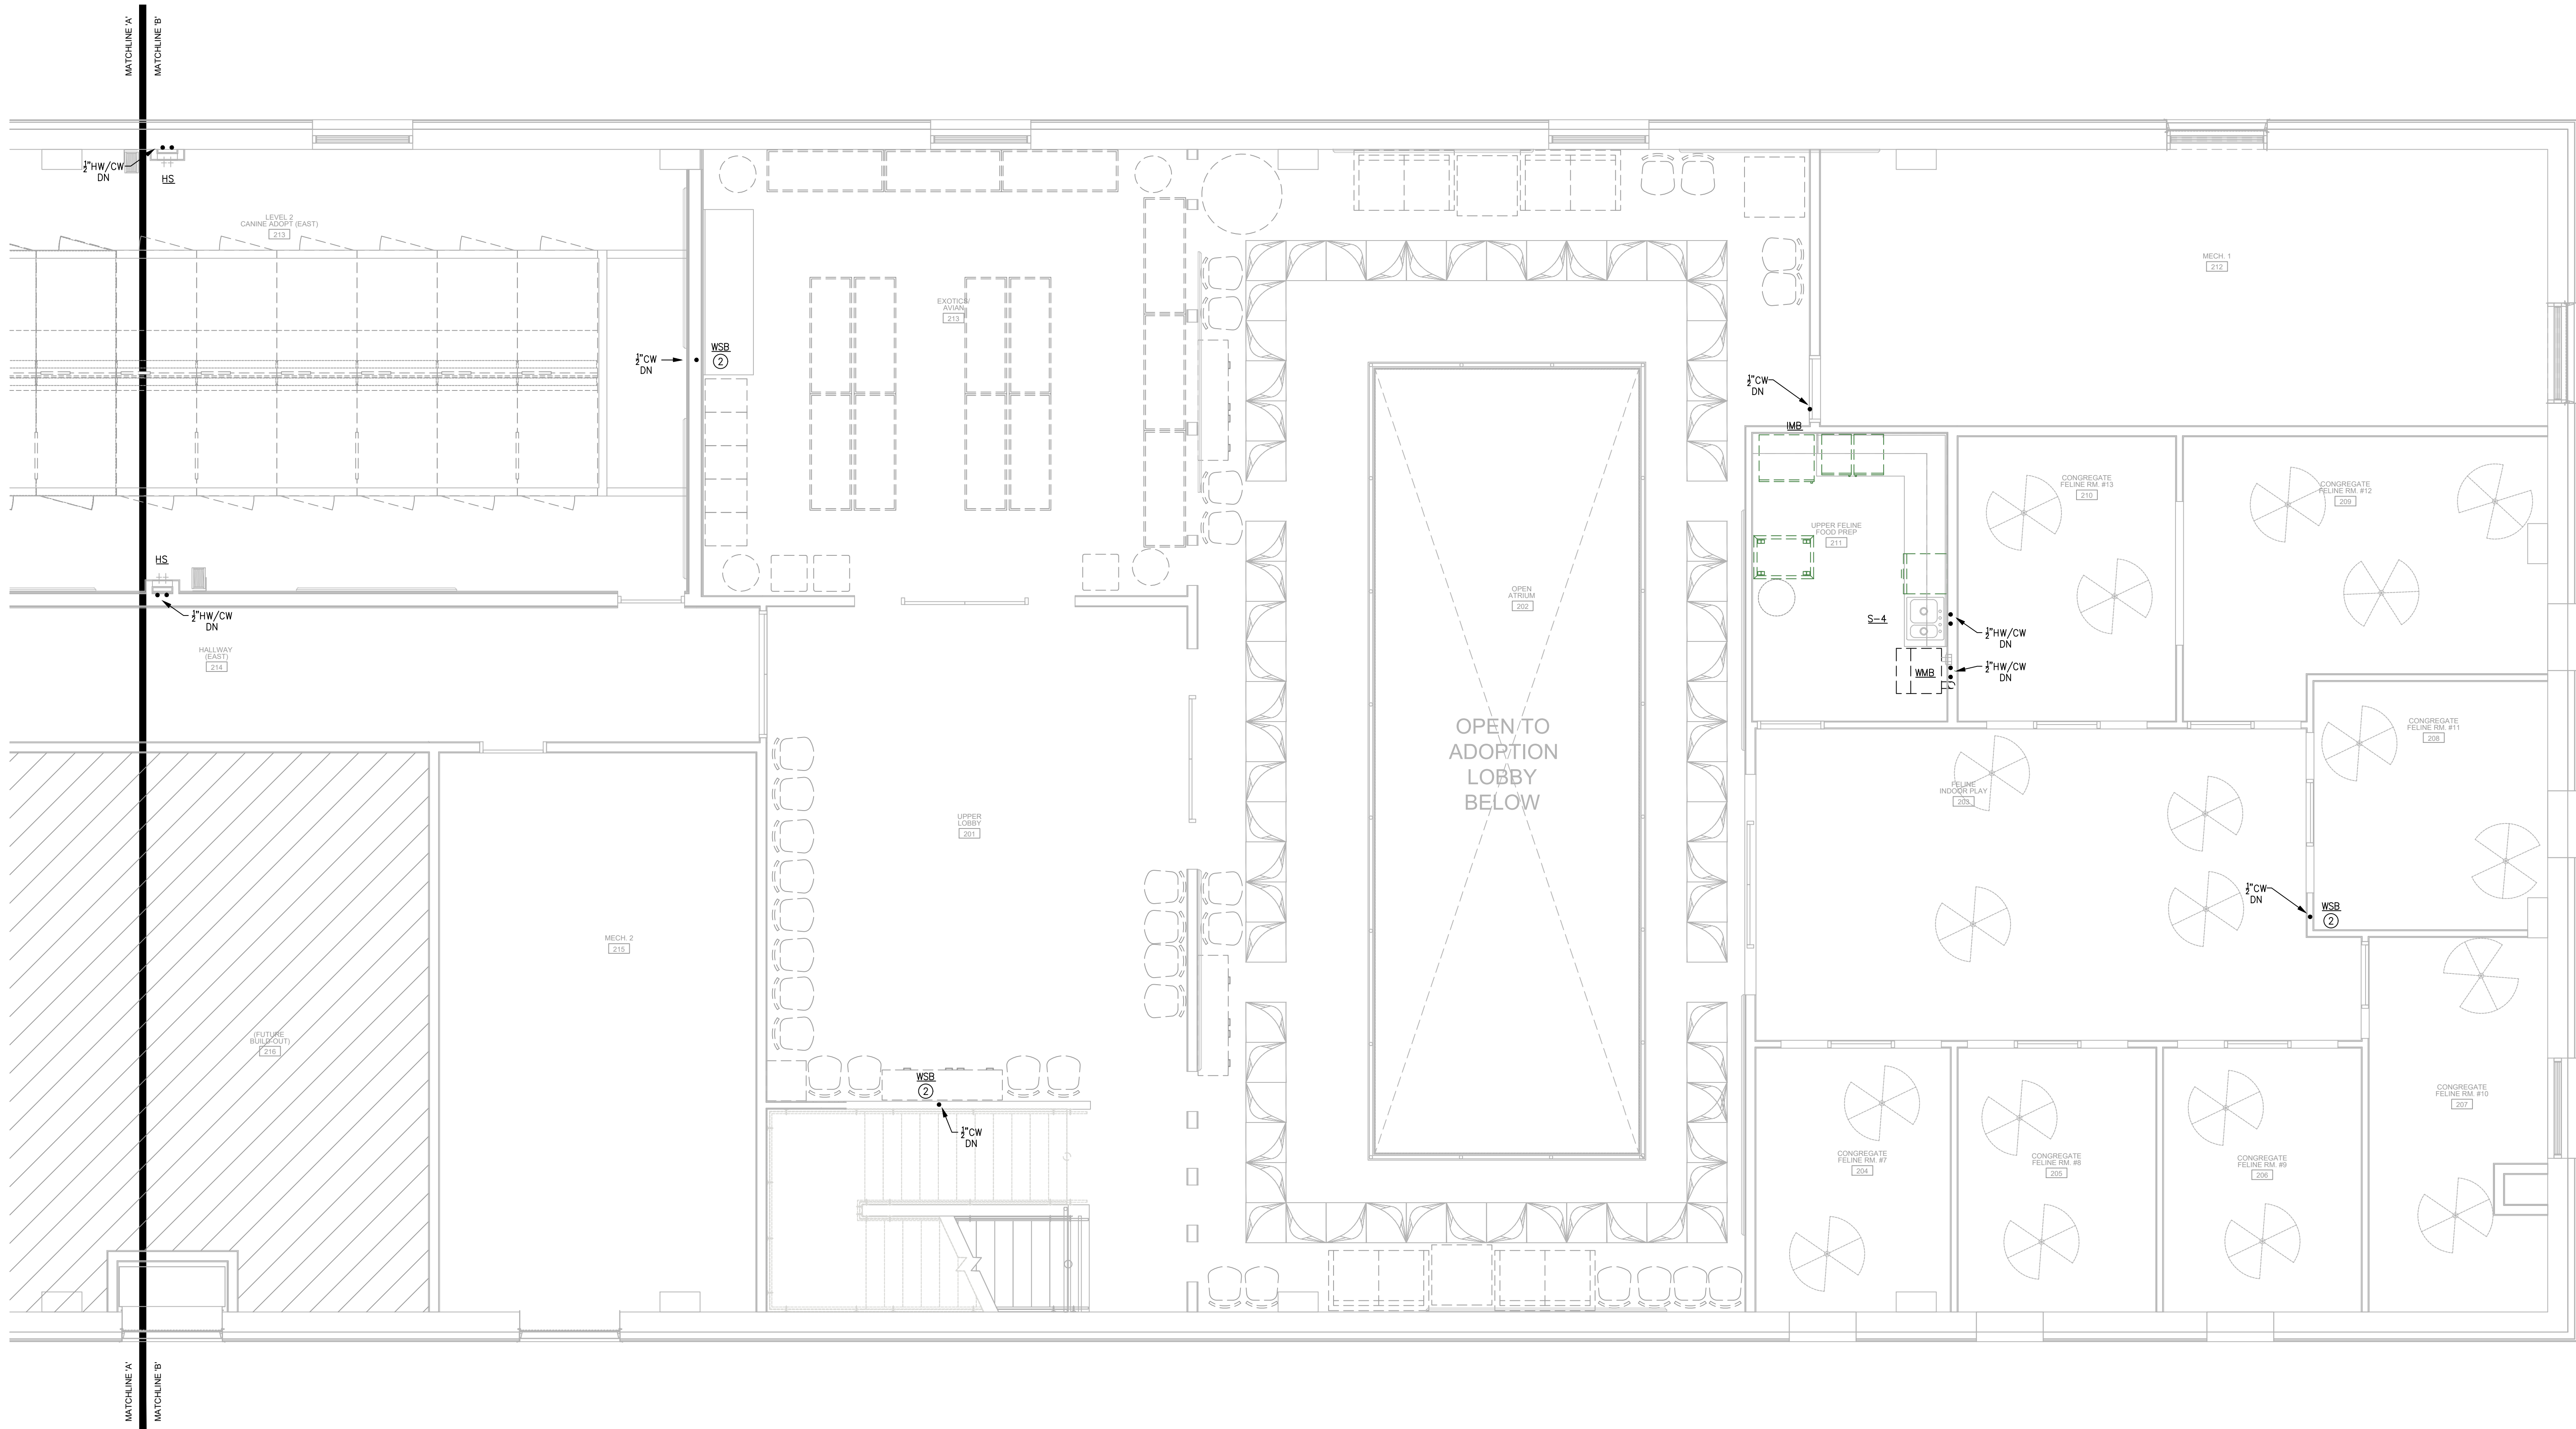 MATCHLINE 'A'
MATCHLINE 'B'
½"HW/CW
DN
HS
LEVEL 2
CANINE ADOPT (EAST)
213
EXOTICS/
AVIAN
213
½"CW
DN
WSB
2
MECH. 1
212
½"CW
DN
IMB
CONGREGATE
FELINE RM. #13
210
CONGREGATE
FELINE RM. #12
209
UPPER FELINE
FOOD PREP
211
HS
½"HW/CW
DN
OPEN
ATRIUM
202
S-4
½"HW/CW
DN
½"HW/CW
DN
WMB
HALLWAY
(EAST)
214
OPEN TO
ADOPTION
LOBBY
BELOW
CONGREGATE
FELINE RM. #11
208
FELINE
INDOOR PLAY
203
UPPER
LOBBY
201
½"CW
DN
WSB
2
MECH. 2
215
(FUTURE
BUILD-OUT)
216
WSB
2
½"CW
DN
CONGREGATE
FELINE RM. #10
207
CONGREGATE
FELINE RM. #7
204
CONGREGATE
FELINE RM. #8
205
CONGREGATE
FELINE RM. #9
206
MATCHLINE 'A'
MATCHLINE 'B'